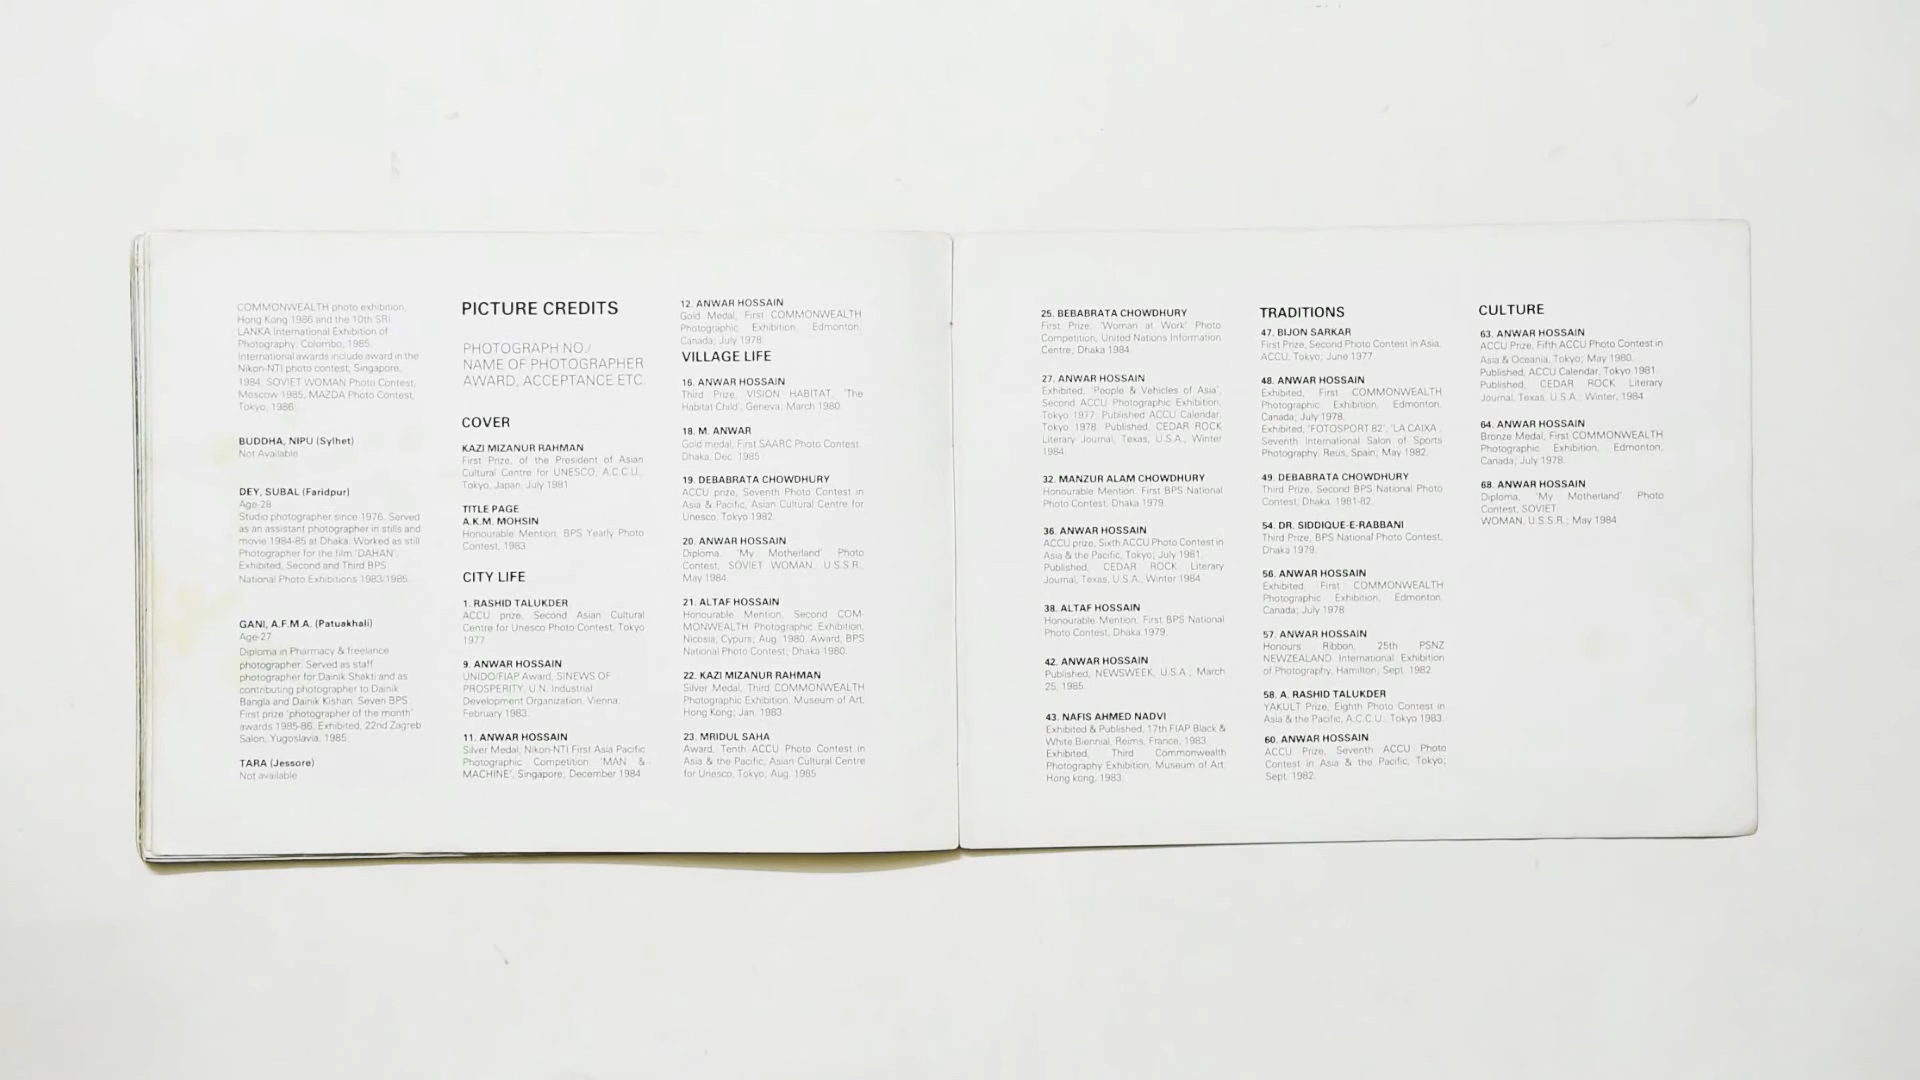 COMMONWEALTH photo exhibition,
Hong Kong 1986 and the 10th SRI
LANKA International Exhibition of
Photography, Colombo, 1985.
International awards include award in the
Nikon-NTI photo contest, Singapore,
1984, SOVIET WOMAN Photo Contest,
Moscow 1985, MAZDA Photo Contest,
Tokyo, 1986.
BUDDHA, NIPU (Sylhet)
Not Available
DEY, SUBAL (Faridpur)
Age-28
Studio photographer since 1976. Served
as an assistant photographer in stills and
movie 1984-85 at Dhaka. Worked as still
Photographer for the film 'DAHAN'.
Exhibited, Second and Third BPS
National Photo Exhibitions 1983/1985.
GANI, A.F.M.A. (Patuakhali)
Age-27
Diploma in Pharmacy & freelance
photographer. Served as staff
photographer for Dainik Shakti and as
contributing photographer to Dainik
Bangla and Dainik Kishan. Seven BPS
First prize 'photographer of the month'
awards 1985-86. Exhibited, 22nd Zagreb
Salon, Yugoslavia, 1985.
TARA (Jessore)
Not available
PICTURE CREDITS
PHOTOGRAPH NO./
NAME OF PHOTOGRAPHER
AWARD, ACCEPTANCE ETC.
COVER
KAZI MIZANUR RAHMAN
First Prize, of the President of Asian
Cultural Centre for UNESCO, A.C.C.U.,
Tokyo, Japan, July 1981
TITLE PAGE
A.K.M. MOHSIN
Honourable Mention, BPS Yearly Photo
Contest, 1983.
CITY LIFE
1. RASHID TALUKDER
ACCU prize, Second Asian Cultural
Centre for Unesco Photo Contest, Tokyo
1977
9. ANWAR HOSSAIN
UNIDO/FIAP Award, SINEWS OF
PROSPERITY, U.N. Industrial
Development Organization, Vienna;
February 1983.
11. ANWAR HOSSAIN
Silver Medal, Nikon-NTI First Asia Pacific
Photographic Competition 'MAN &
MACHINE', Singapore; December 1984
12. ANWAR HOSSAIN
Gold Medal, First COMMONWEALTH
Photographic Exhibition, Edmonton,
Canada; July 1978
VILLAGE LIFE
16. ANWAR HOSSAIN
Third Prize, VISION HABITAT, 'The
Habitat Child', Geneva; March 1980.
18. M. ANWAR
Gold medal, First SAARC Photo Contest,
Dhaka, Dec. 1985
19. DEBABRATA CHOWDHURY
ACCU prize, Seventh Photo Contest in
Asia & Pacific, Asian Cultural Centre for
Unesco, Tokyo 1982.
20. ANWAR HOSSAIN
Diploma, 'My Motherland' Photo
Contest, SOVIET WOMAN, U.S.S.R.,
May 1984.
21. ALTAF HOSSAIN
Honourable Mention, Second COM-
MONWEALTH Photographic Exhibition,
Nicosia, Cypurs; Aug. 1980. Award, BPS
National Photo Contest; Dhaka 1980.
22. KAZI MIZANUR RAHMAN
Silver Medal, Third COMMONWEALTH
Photographic Exhibition, Museum of Art,
Hong Kong; Jan. 1983.
23. MRIDUL SAHA
Award, Tenth ACCU Photo Contest in
Asia & the Pacific, Asian Cultural Centre
for Unesco, Tokyo; Aug. 1985
25. BEBABRATA CHOWDHURY
First Prize, 'Woman at Work' Photo
Competition, United Nations Information
Centre; Dhaka 1984.
27. ANWAR HOSSAIN
Exhibited, 'People & Vehicles of Asia',
Second ACCU Photographic Exhibition,
Tokyo 1977. Published ACCU Calendar,
Tokyo 1978. Published, CEDAR ROCK
Literary Journal, Texas, U.S.A., Winter
1984.
32. MANZUR ALAM CHOWDHURY
Honourable Mention, First BPS National
Photo Contest, Dhaka 1979.
36. ANWAR HOSSAIN
ACCU prize, Sixth ACCU Photo Contest in
Asia & the Pacific, Tokyo; July 1981.
Published, CEDAR ROCK Literary
Journal, Texas, U.S.A., Winter 1984
38. ALTAF HOSSAIN
Honourable Mention, First BPS National
Photo Contest, Dhaka 1979.
42. ANWAR HOSSAIN
Published, NEWSWEEK, U.S.A., March
25, 1985.
43. NAFIS AHMED NADVI
Exhibited & Published, 17th FIAP Black &
White Biennial, Reims, France, 1983.
Exhibited, Third Commonwealth
Photography Exhibition, Museum of Art,
Hong kong, 1983.
TRADITIONS
47. BIJON SARKAR
First Prize, Second Photo Contest in Asia,
ACCU, Tokyo, June 1977
48. ANWAR HOSSAIN
Exhibited, First COMMONWEALTH
Photographic Exhibition, Edmonton,
Canada; July 1978.
Exhibited, 'FOTOSPORT 82', 'LA CAIXA'.
Seventh International Salon of Sports
Photography, Reus, Spain; May 1982.
49. DEBABRATA CHOWDHURY
Third Prize, Second BPS National Photo
Contest, Dhaka, 1981-82.
54. DR. SIDDIQUE-E-RABBANI
Third Prize, BPS National Photo Contest,
Dhaka 1979.
56. ANWAR HOSSAIN
Exhibited, First COMMONWEALTH
Photographic Exhibition, Edmonton,
Canada; July 1978
57. ANWAR HOSSAIN
Honours Ribbon, 25th PSNZ
NEWZEALAND International Exhibition
of Photography, Hamilton; Sept. 1982
58. A. RASHID TALUKDER
YAKULT Prize, Eighth Photo Contest in
Asia & the Pacific, A.C.C.U., Tokyo 1983.
60. ANWAR HOSSAIN
ACCU Prize, Seventh ACCU Photo
Contest in Asia & the Pacific, Tokyo;
Sept. 1982.
CULTURE
63. ANWAR HOSSAIN
ACCU Prize, Fifth ACCU Photo Contest in
Asia & Oceania, Tokyo; May 1980.
Published, ACCU Calendar, Tokyo 1981.
Published, CEDAR ROCK Literary
Journal, Texas, U.S.A., Winter, 1984
64. ANWAR HOSSAIN
Bronze Medal, First COMMONWEALTH
Photographic Exhibition, Edmonton,
Canada; July 1978.
68. ANWAR HOSSAIN
Diploma, 'My Motherland' Photo
Contest, SOVIET
WOMAN, U.S.S.R.; May 1984